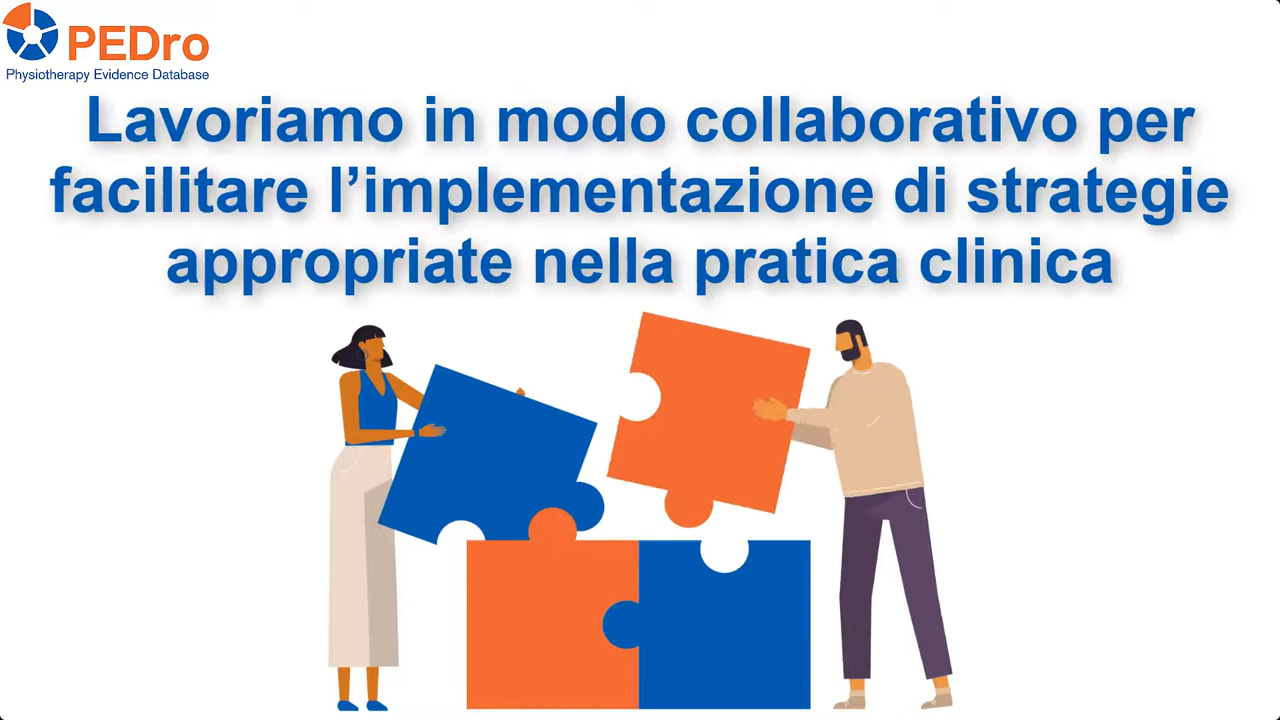 PEDro
Physiotherapy Evidence Database
Lavoriamo in modo collaborativo per
facilitare l’implementazione di strategie
appropriate nella pratica clinica